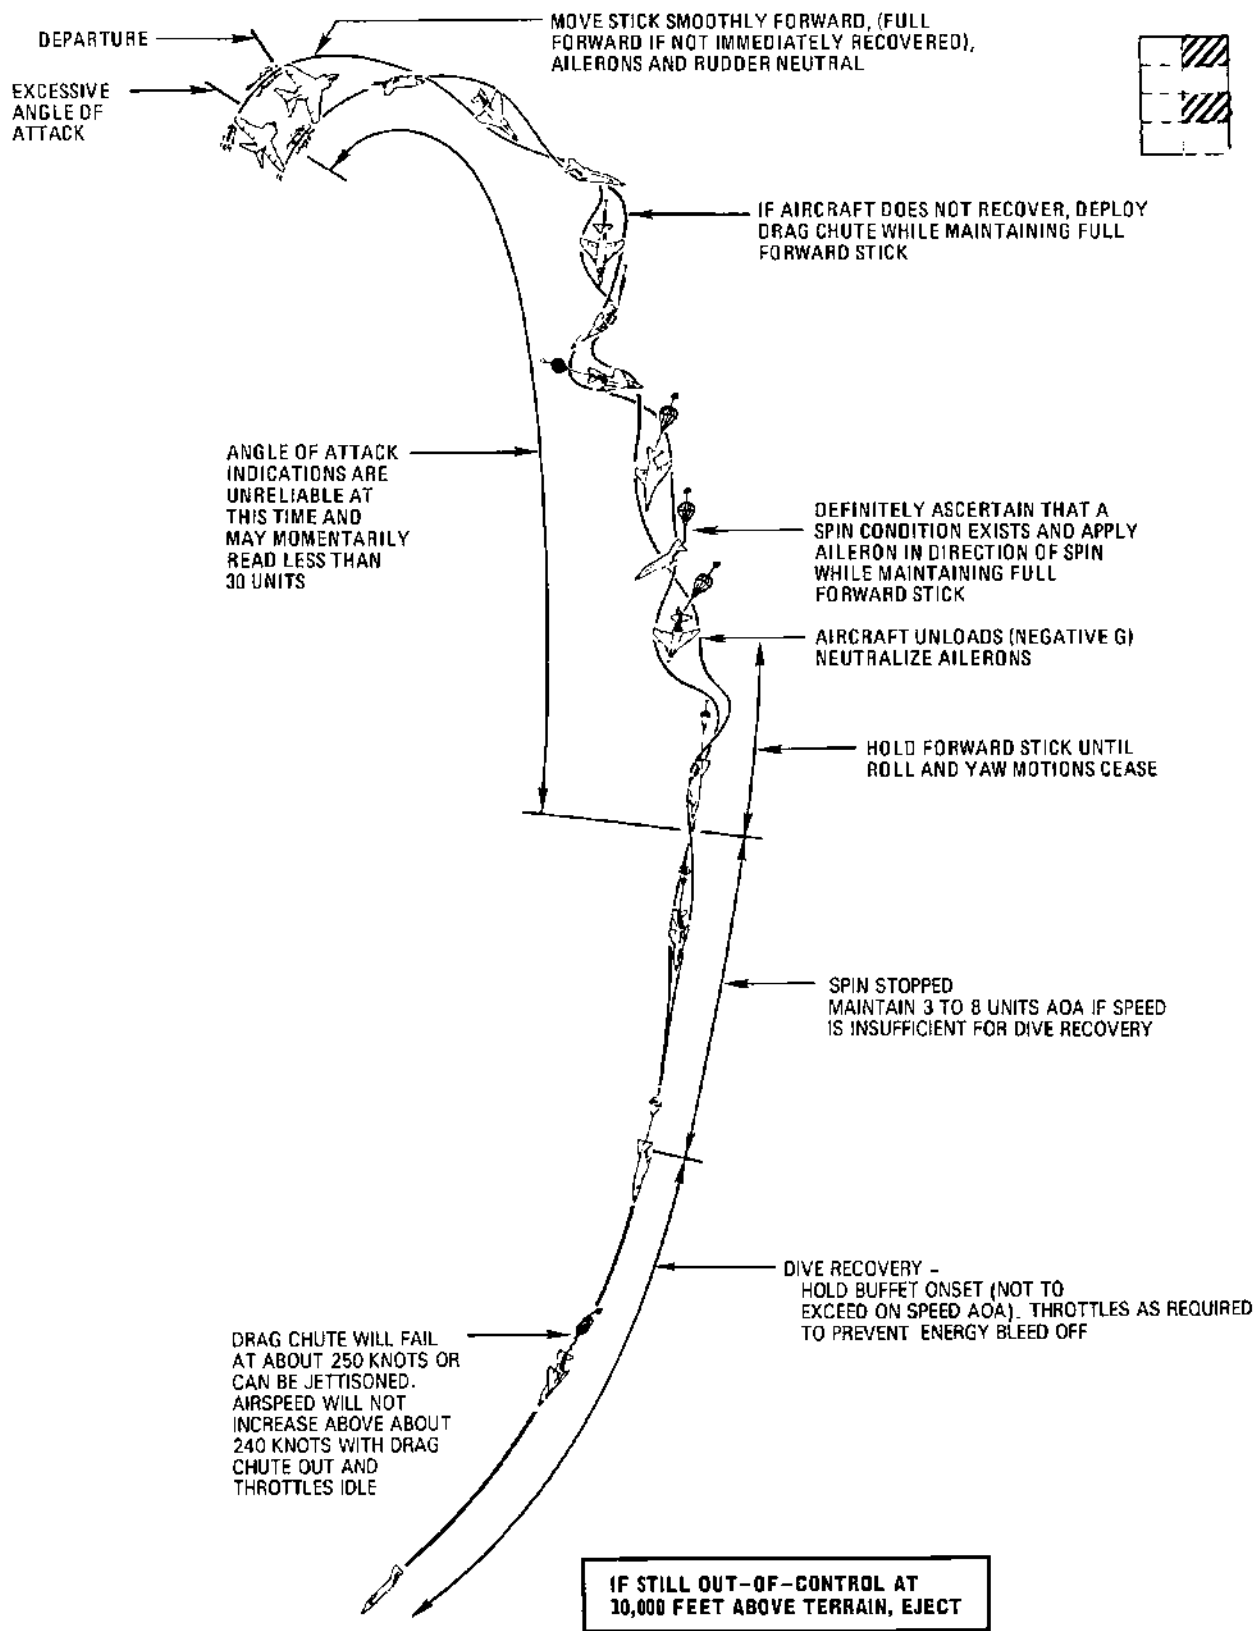 DEPARTURE
EXCESSIVE
ANGLE OF
ATTACK
MOVE STICK SMOOTHLY FORWARD, (FULL
FORWARD IF NOT IMMEDIATELY RECOVERED),
AILERONS AND RUDDER NEUTRAL
IF AIRCRAFT DOES NOT RECOVER, DEPLOY
DRAG CHUTE WHILE MAINTAINING FULL
FORWARD STICK
ANGLE OF ATTACK
INDICATIONS ARE
UNRELIABLE AT
THIS TIME AND
MAY MOMENTARILY
READ LESS THAN
30 UNITS
DEFINITELY ASCERTAIN THAT A
SPIN CONDITION EXISTS AND APPLY
AILERON IN DIRECTION OF SPIN
WHILE MAINTAINING FULL
FORWARD STICK
AIRCRAFT UNLOADS (NEGATIVE G)
NEUTRALIZE AILERONS
HOLD FORWARD STICK UNTIL
ROLL AND YAW MOTIONS CEASE
SPIN STOPPED
MAINTAIN 3 TO 8 UNITS AOA IF SPEED
IS INSUFFICIENT FOR DIVE RECOVERY
DIVE RECOVERY –
HOLD BUFFET ONSET (NOT TO
EXCEED ON SPEED AOA). THROTTLES AS REQUIRED
TO PREVENT ENERGY BLEED OFF
DRAG CHUTE WILL FAIL
AT ABOUT 250 KNOTS OR
CAN BE JETTISONED.
AIRSPEED WILL NOT
INCREASE ABOVE ABOUT
240 KNOTS WITH DRAG
CHUTE OUT AND
THROTTLES IDLE
IF STILL OUT-OF-CONTROL AT
10,000 FEET ABOVE TERRAIN, EJECT